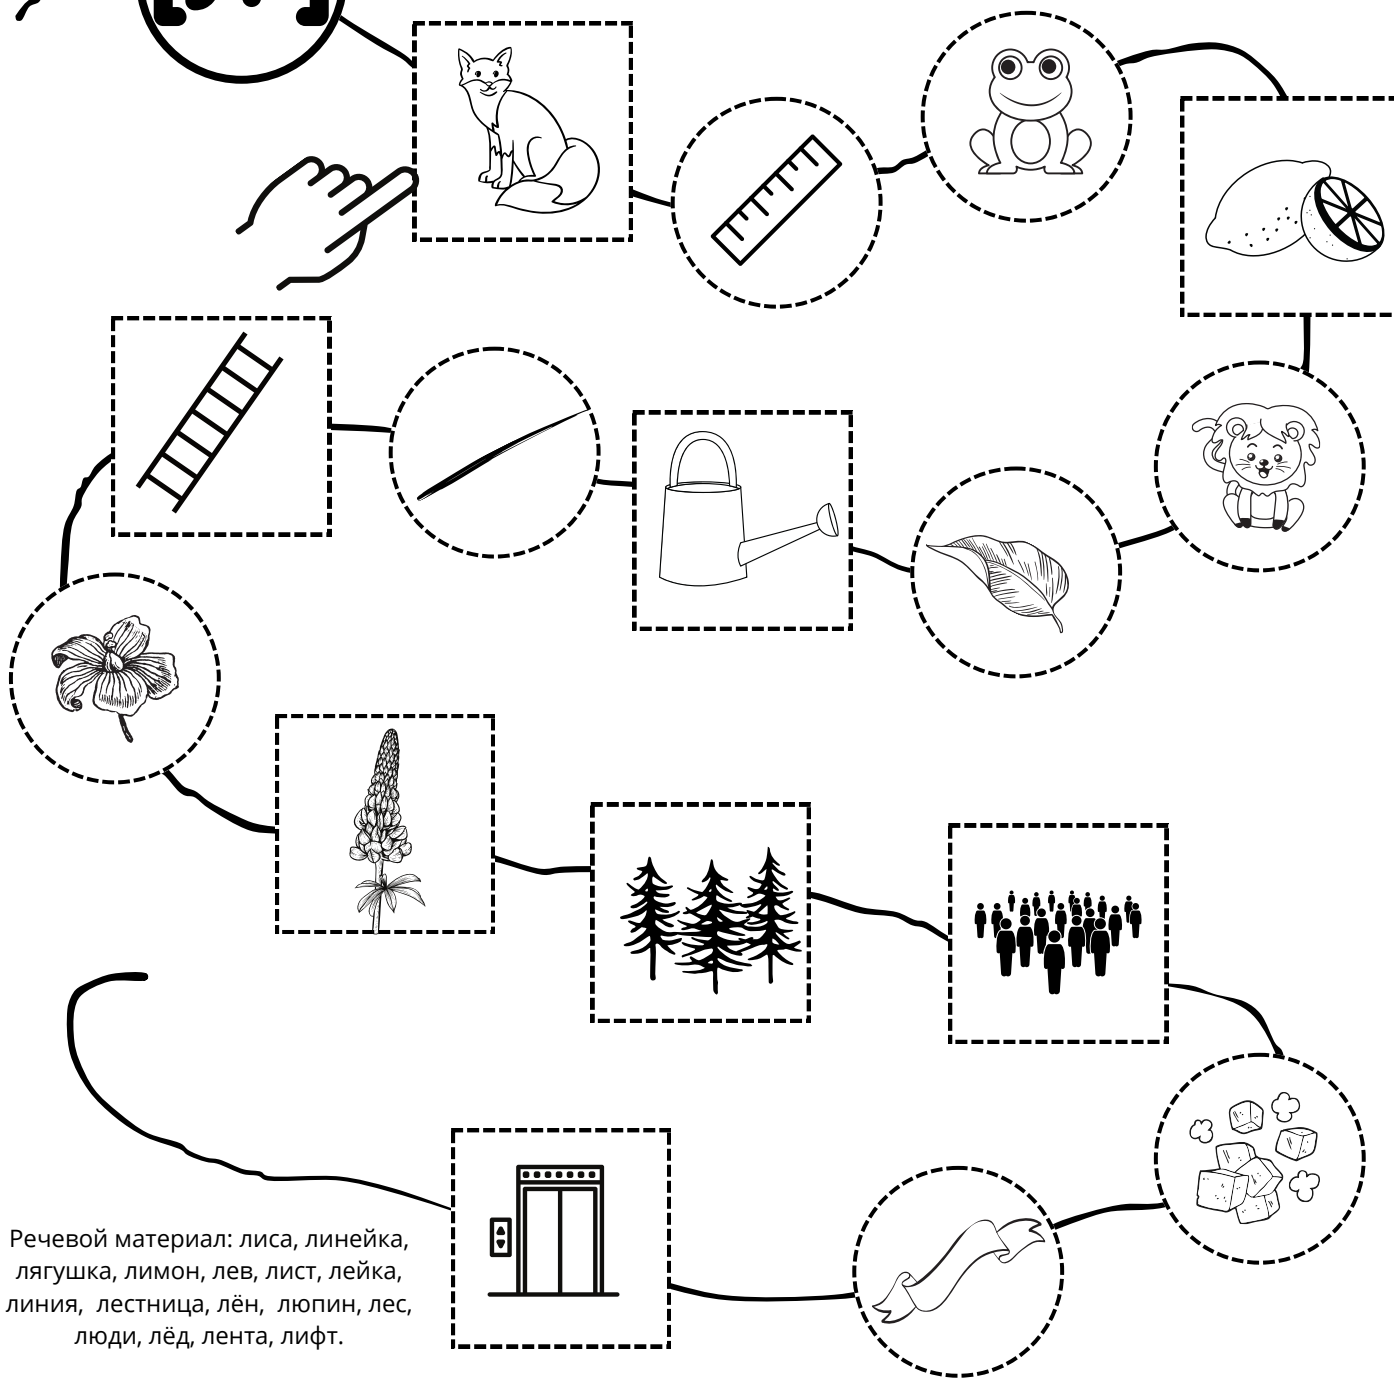 Речевой материал: лиса, линейка,
лягушка, лимон, лев, лист, лейка,
линия, лестница, лён, люпин, лес,
люди, лёд, лента, лифт.